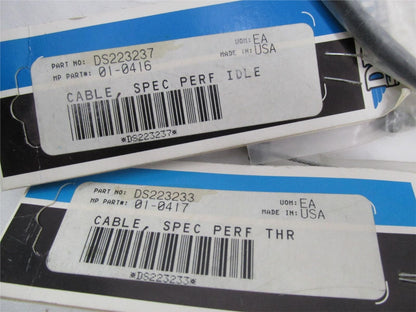 PART NO: DS223237 UOM: EA
MP PART#: 01-0416 MADE IN: USA
CABLE, SPEC PERF IDLE
*DS223237*
PART NO: DS223233 UOM: EA
MP PART#: 01-0417 MADE IN: USA
CABLE, SPEC PERF THR
*DS223233*